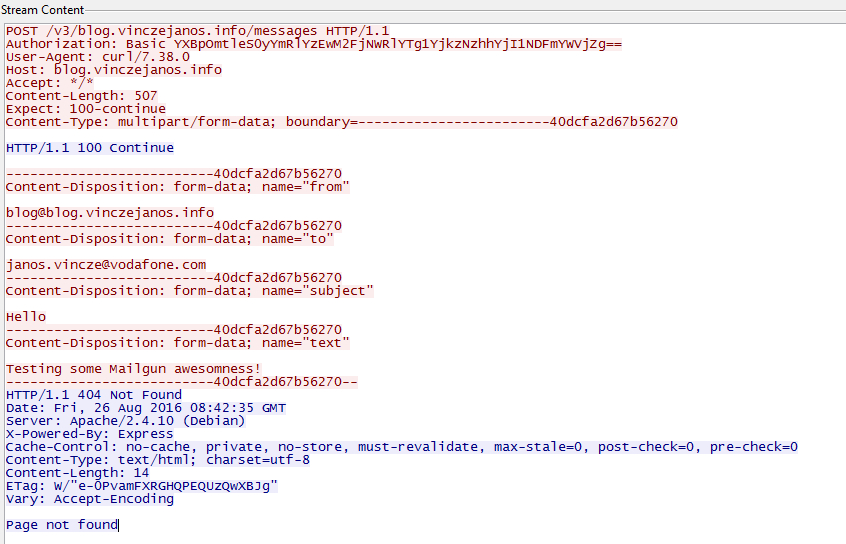 Stream Content
POST /v3/blog.vinczejanos.info/messages HTTP/1.1
Authorization: Basic YXBpOmtleS0yYmRlYzEwM2FjNWRlYTg1YjkzNzhhYjI1NDFmYWVjZg==
User-Agent: curl/7.38.0
Host: blog.vinczejanos.info
Accept: */*
Content-Length: 507
Expect: 100-continue
Content-Type: multipart/form-data; boundary=------------------------40dcfa2d67b56270
HTTP/1.1 100 Continue
--------------------------40dcfa2d67b56270
Content-Disposition: form-data; name="from"
blog@blog.vinczejanos.info
--------------------------40dcfa2d67b56270
Content-Disposition: form-data; name="to"
janos.vincze@vodafone.com
--------------------------40dcfa2d67b56270
Content-Disposition: form-data; name="subject"
Hello
--------------------------40dcfa2d67b56270
Content-Disposition: form-data; name="text"
Testing some Mailgun awesomness!
--------------------------40dcfa2d67b56270--
HTTP/1.1 404 Not Found
Date: Fri, 26 Aug 2016 08:42:35 GMT
Server: Apache/2.4.10 (Debian)
X-Powered-By: Express
Cache-Control: no-cache, private, no-store, must-revalidate, max-stale=0, post-check=0, pre-check=0
Content-Type: text/html; charset=utf-8
Content-Length: 14
ETag: W/"e-OPvamFXRGHQPEQUzQwXBJg"
Vary: Accept-Encoding
Page not found